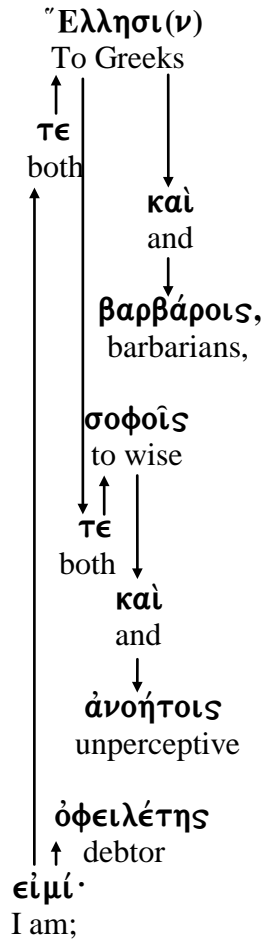 Ἕλλησι(ν)
To Greeks
τε
both
καὶ
and
βαρβάροις,
barbarians,
σοφοῖς
to wise
τε
both
καὶ
and
ἀνοήτοις
unperceptive
ὀφειλέτης
debtor
εἰμί·
I am;